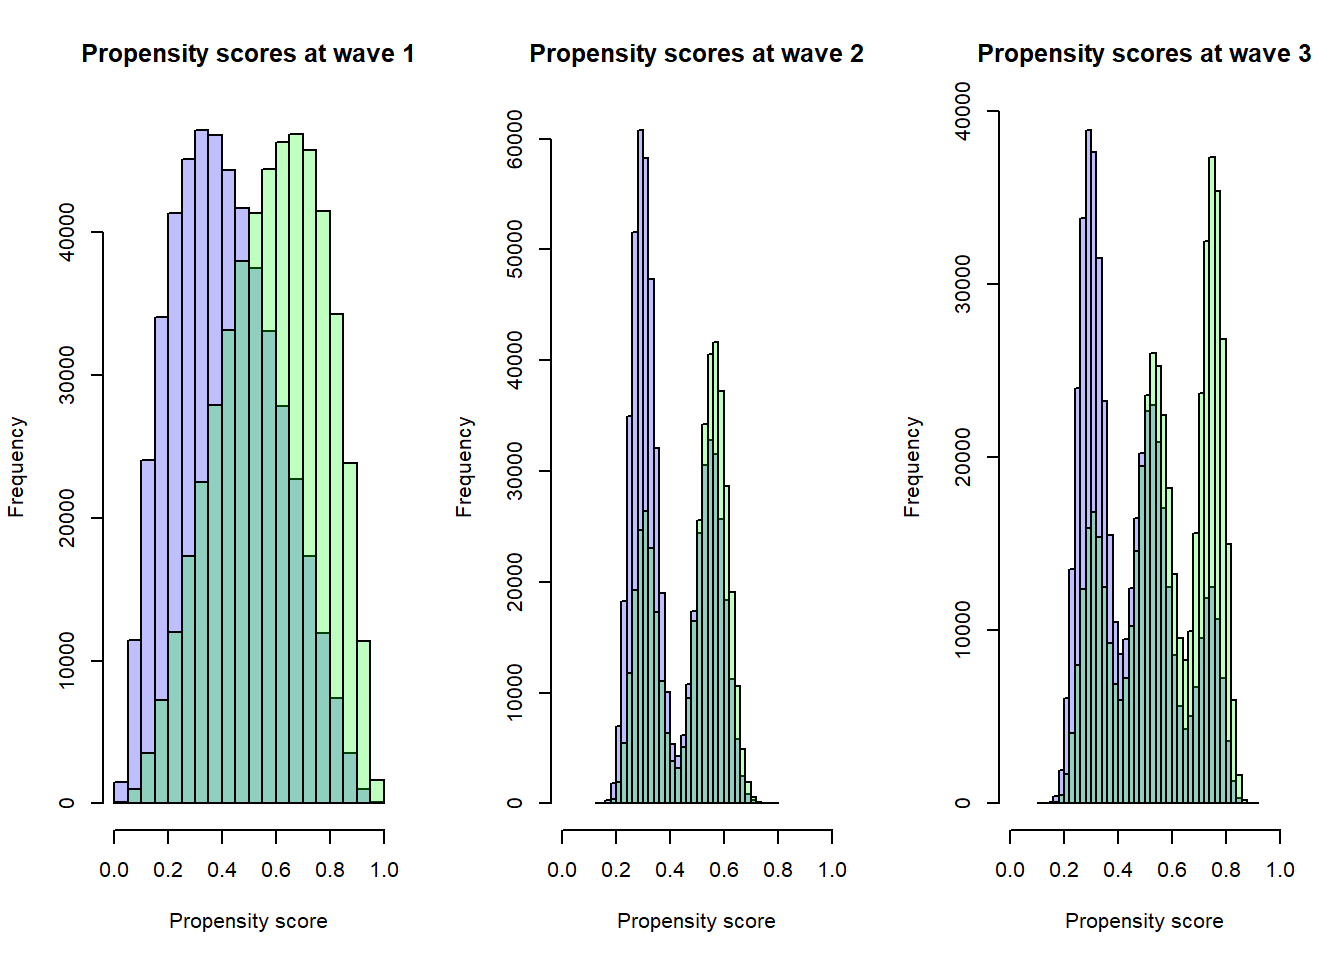 Propensity scores at wave 1
Frequency
0
10000
20000
30000
40000
0.0 0.2 0.4 0.6 0.8 1.0
Propensity score
Propensity scores at wave 2
Frequency
0
10000
20000
30000
40000
50000
60000
0.0 0.2 0.4 0.6 0.8 1.0
Propensity score
Propensity scores at wave 3
Frequency
0
10000
20000
30000
40000
0.0 0.2 0.4 0.6 0.8 1.0
Propensity score